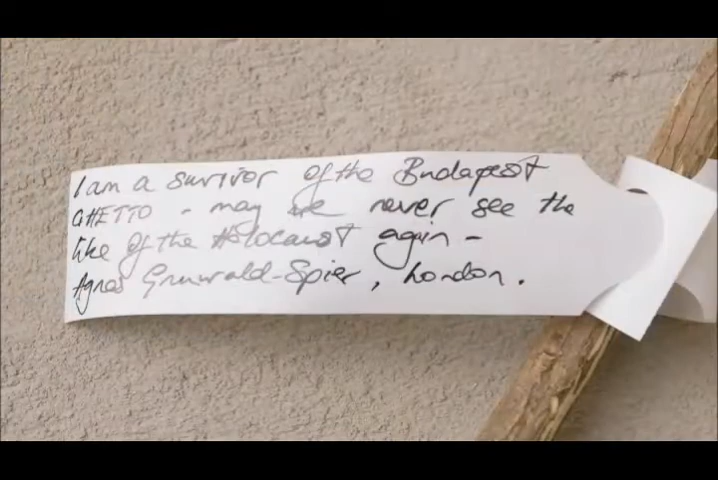 I am a survivor of the Budapest
GHETTO - may we never see the
like of the Holocaust again -
Agnes Grunwald-Spier, London.